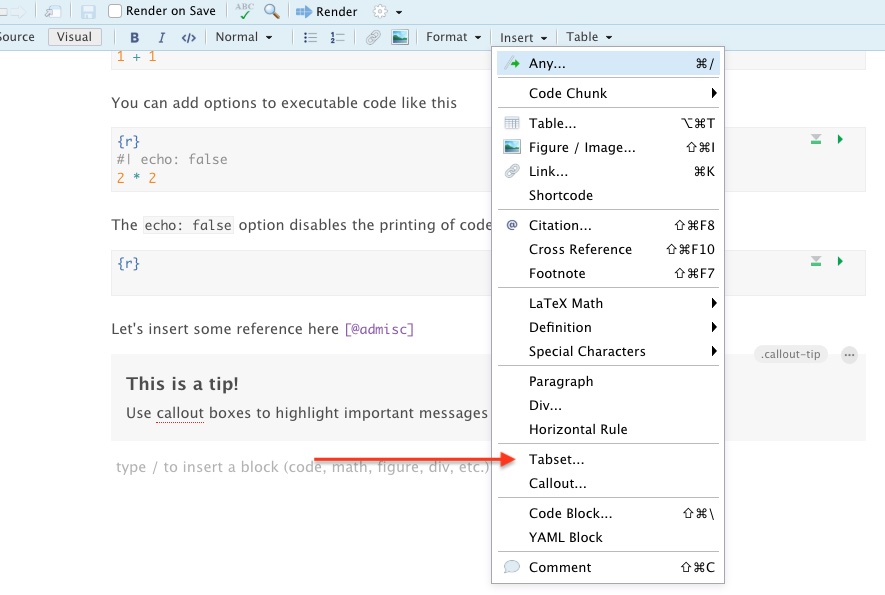 Render on Save
ABC
Render
Source
Visual
B
I
</>
Normal
Format
Insert
Table
1 + 1
You can add options to executable code like this
{r}
#| echo: false
2 * 2
The echo: false option disables the printing of code
{r}
Let's insert some reference here [@admisc]
.callout-tip
This is a tip!
Use callout boxes to highlight important messages
type / to insert a block (code, math, figure, div, etc.)
Any... ⌘/
Code Chunk
Table... ⌥⌘T
Figure / Image... ⇧⌘I
Link... ⌘K
Shortcode
@ Citation... ⇧⌘F8
Cross Reference ⇧⌘F10
Footnote ⇧⌘F7
LaTeX Math
Definition
Special Characters
Paragraph
Div...
Horizontal Rule
Tabset...
Callout...
Code Block... ⇧⌘\
YAML Block
Comment ⇧⌘C